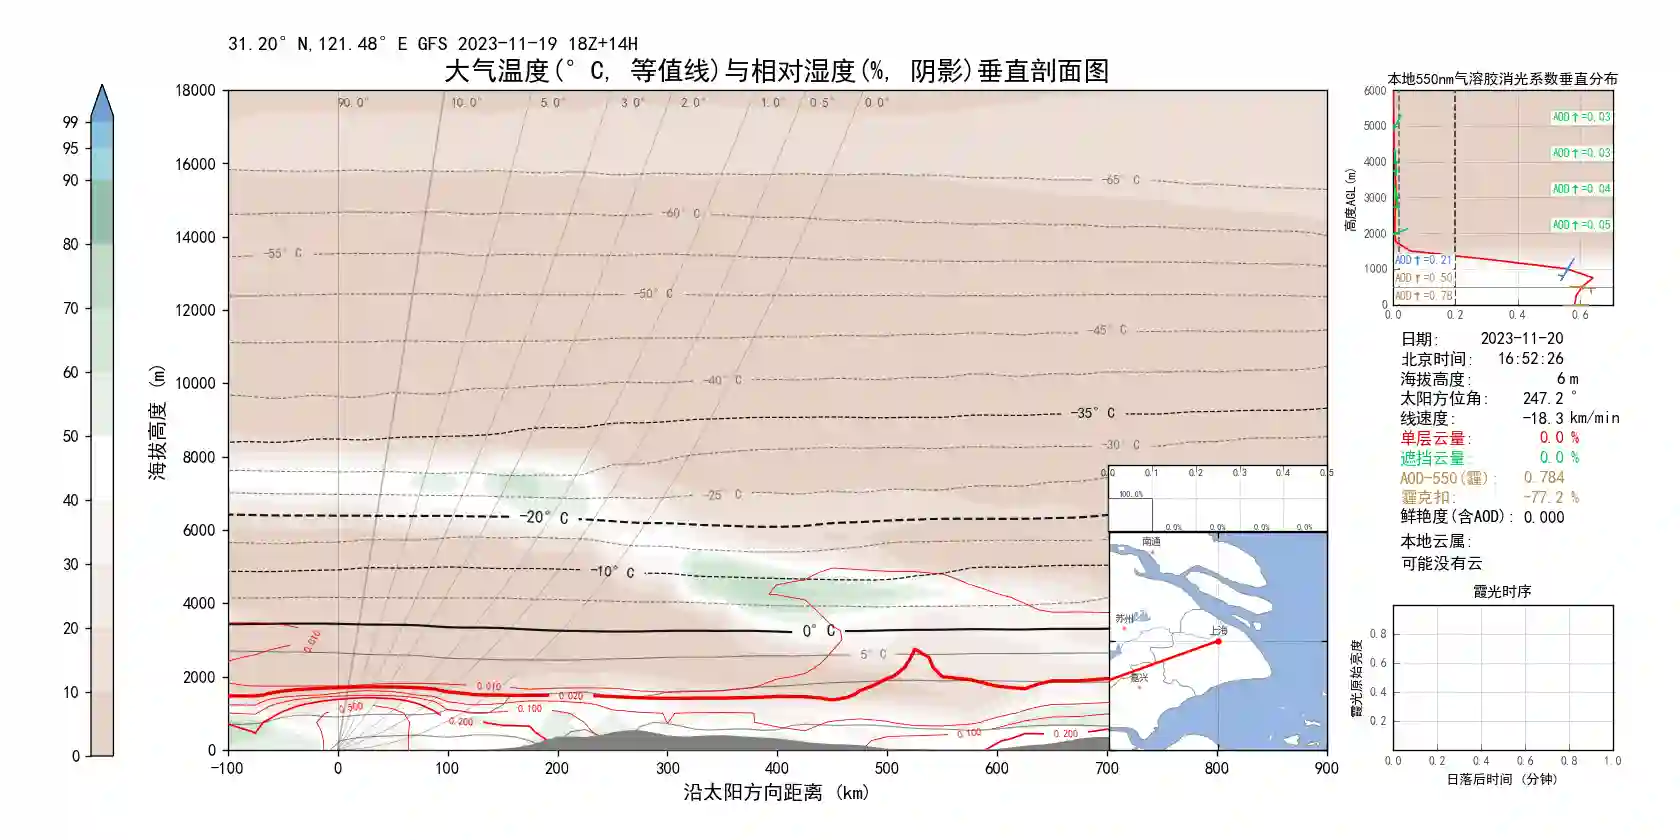 31.20° N,121.48° E GFS 2023-11-19 18Z+14H
大气温度(° C, 等值线)与相对湿度(%, 阴影)垂直剖面图
99
95
90
80
70
60
50
40
30
20
10
0
海拔高度 (m)
18000
16000
14000
12000
10000
8000
6000
4000
2000
0
90.0° 10.0° 5.0° 3.0° 2.0° 1.0° 0.5° 0.0°
-65° C
-60° C
-55° C
-50° C
-45° C
-40° C
-35° C
-30° C
-25° C
-20° C
-10° C
0° C
5° C
0.010
0.010
0.020
0.500
0.100
0.200
0.100
0.200
-100 0 100 200 300 400 500 600 700 800 900
沿太阳方向距离 (km)
0.0 0.1 0.2 0.3 0.4 0.5
100.0%
0.0% 0.0% 0.0% 0.0%
南通
苏州
上海
嘉兴
本地550nm气溶胶消光系数垂直分布
高度AGL(m)
6000
5000
4000
3000
2000
1000
0
AOD↑=0.03
AOD↑=0.03
AOD↑=0.04
AOD↑=0.05
AOD↑=0.21
AOD↑=0.50
AOD↑=0.78
0.0 0.2 0.4 0.6
日期: 2023-11-20
北京时间: 16:52:26
海拔高度: 6 m
太阳方位角: 247.2 °
线速度: -18.3 km/min
单层云量: 0.0 %
遮挡云量: 0.0 %
AOD-550(霾): 0.784
霾克扣: -77.2 %
鲜艳度(含AOD): 0.000
本地云属:
可能没有云
霞光时序
霞光原始亮度
0.8
0.6
0.4
0.2
0.0 0.2 0.4 0.6 0.8 1.0
日落后时间 (分钟)